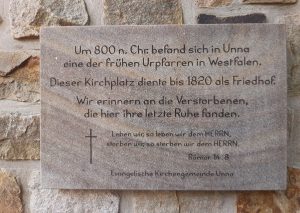 Um 800 n. Chr. befand sich in Unna
eine der frühen Urpfarren in Westfalen.
Dieser Kirchplatz diente bis 1820 als Friedhof.
Wir erinnern an die Verstorbenen,
die hier ihre letzte Ruhe fanden.
Leben wir, so leben wir dem HERRN,
sterben wir, so sterben wir dem HERRN.
Römer 14, 8
Evangelische Kirchengemeinde Unna